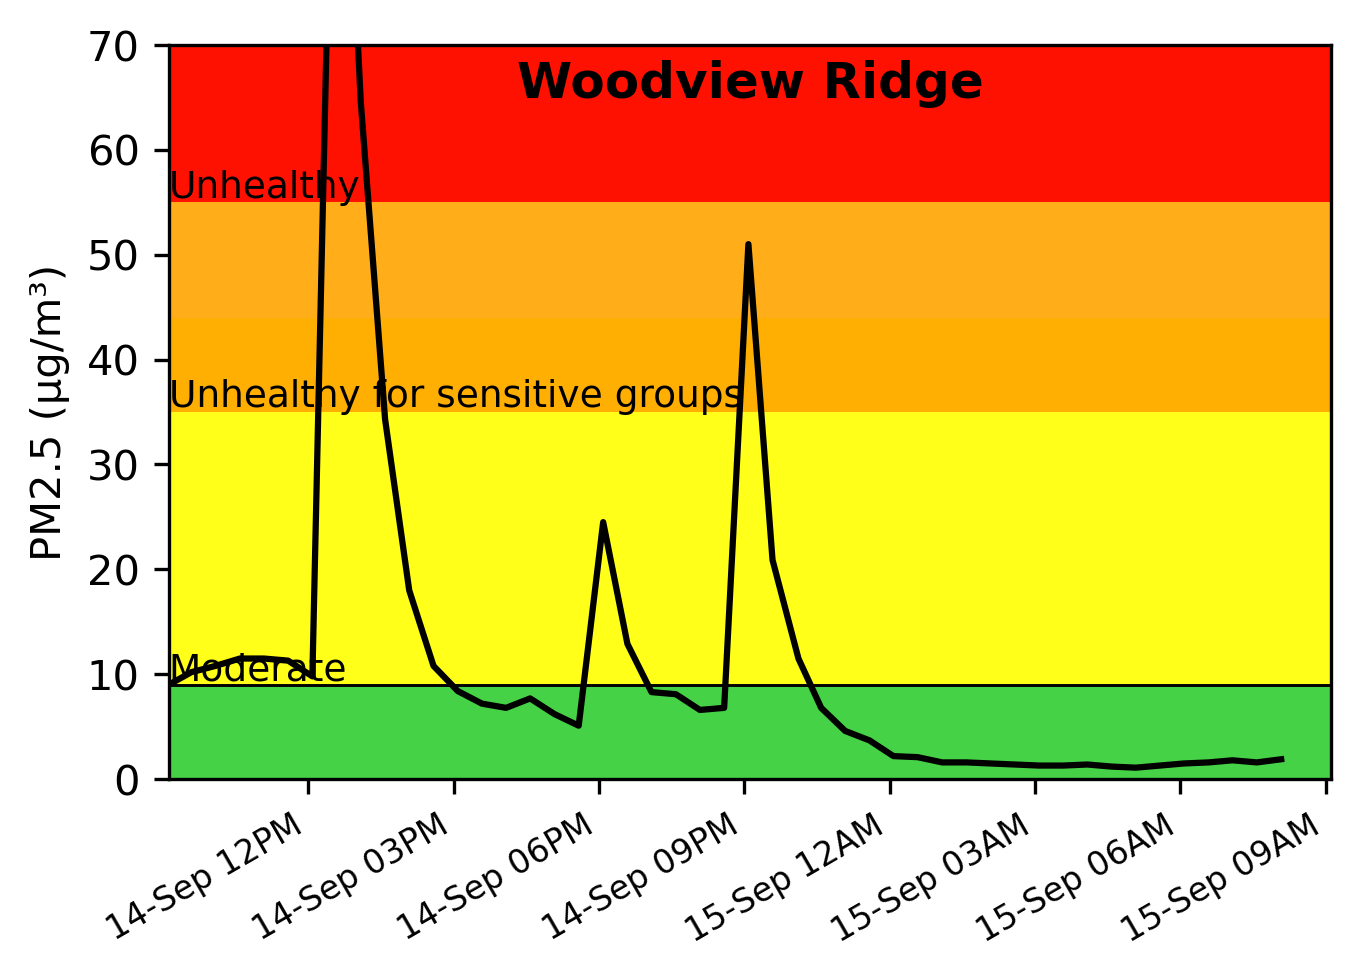 Woodview Ridge
PM2.5 (µg/m³)
70
60
50
40
30
20
10
0
Unhealthy
Unhealthy for sensitive groups
Moderate
14-Sep 12PM
14-Sep 03PM
14-Sep 06PM
14-Sep 09PM
15-Sep 12AM
15-Sep 03AM
15-Sep 06AM
15-Sep 09AM